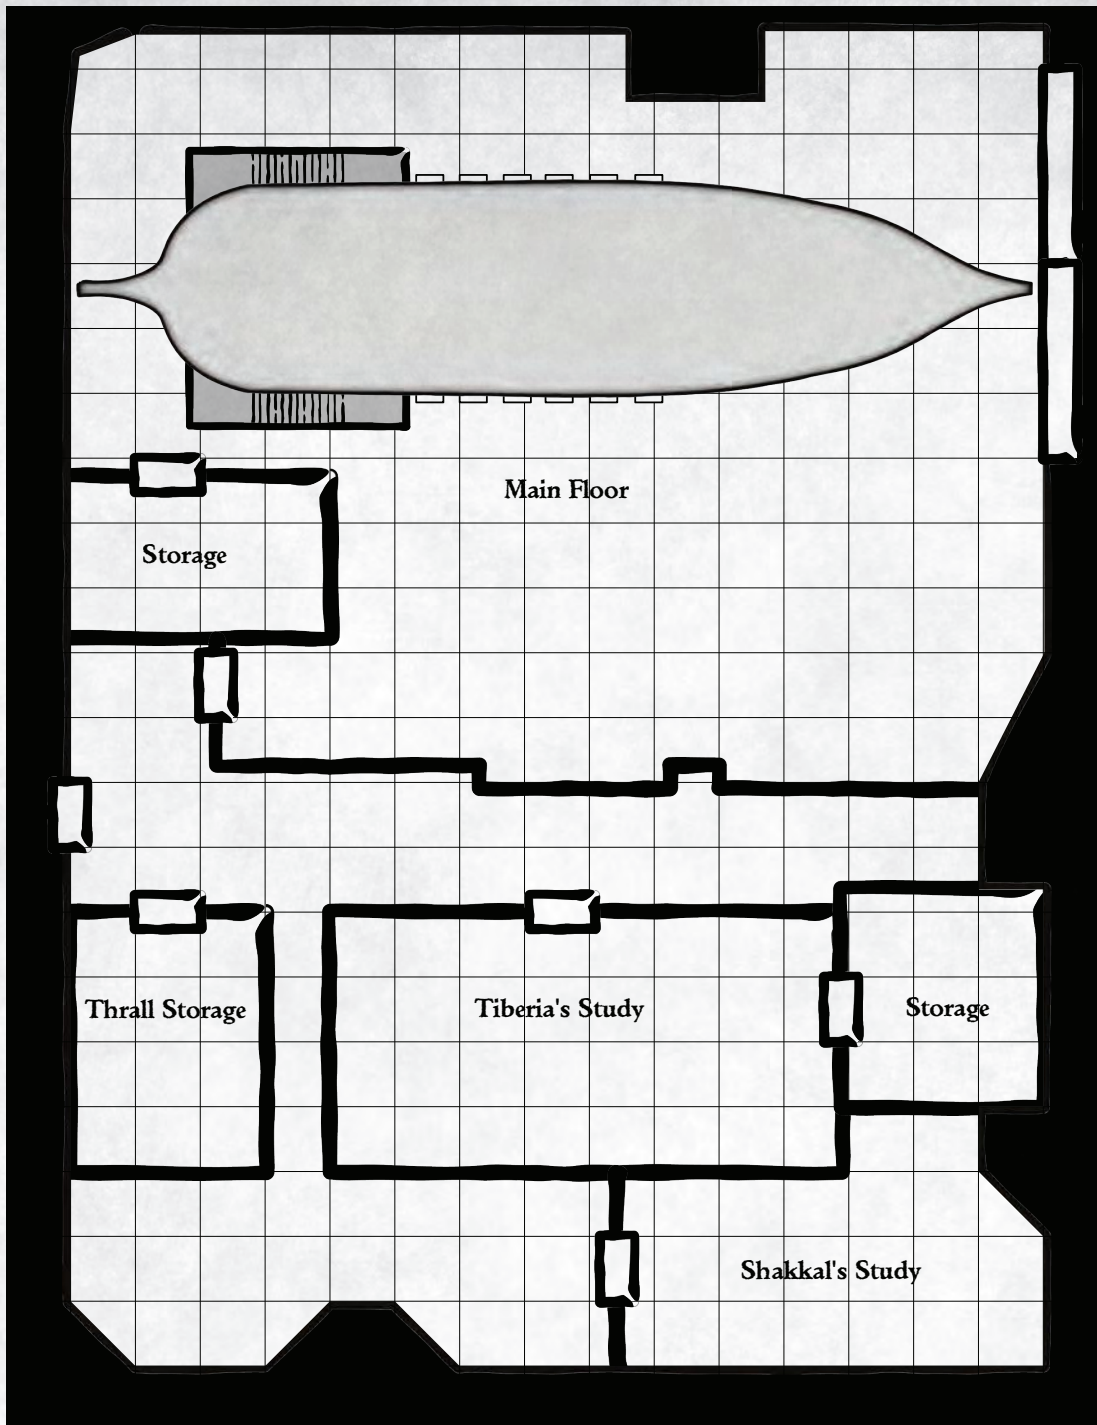 Main Floor
Storage
Thrall Storage
Tiberia's Study
Storage
Shakkal's Study